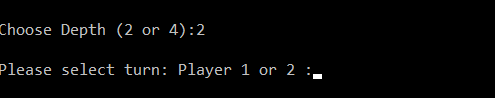 Choose Depth (2 or 4):2
Please select turn: Player 1 or 2 :